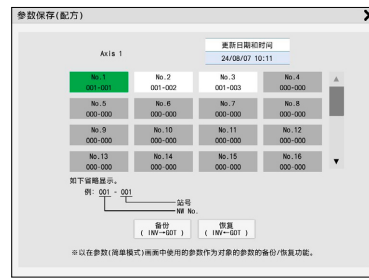 参数保存(配方)
Axis 1
更新日期和时间
24/08/07 10:11
No.1 No.2 No.3 No.4
001-001 001-002 001-003 000-000
No.5 No.6 No.7 No.8
000-000 000-000 000-000 000-000
No.9 No.10 No.11 No.12
000-000 000-000 000-000 000-000
No.13 No.14 No.15 No.16
000-000 000-000 000-000 000-000
如下省略显示。
例: 001 - 001
站号
NW No.
备份 恢复
( INV→GOT ) ( INV←GOT )
※以在参数(简单模式)画面中使用的参数作为对象的参数的备份/恢复功能。